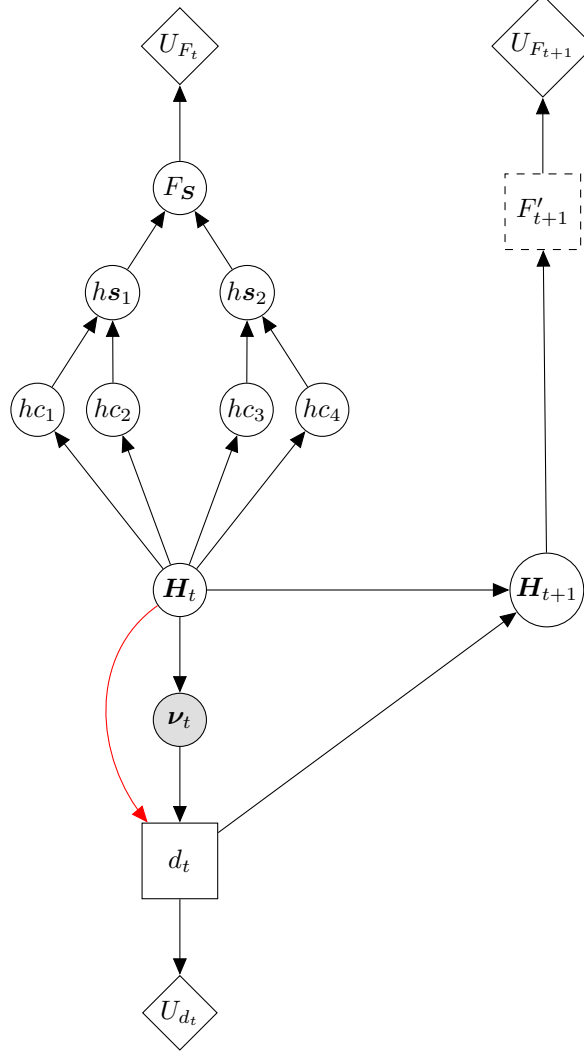 U_{F_t} U_{F_{t+1}}
F_𝑺 F'_{t+1}
h𝒔_1 h𝒔_2
hc_1 hc_2 hc_3 hc_4
𝑯_t 𝑯_{t+1}
𝝂_t
d_t
U_{d_t}